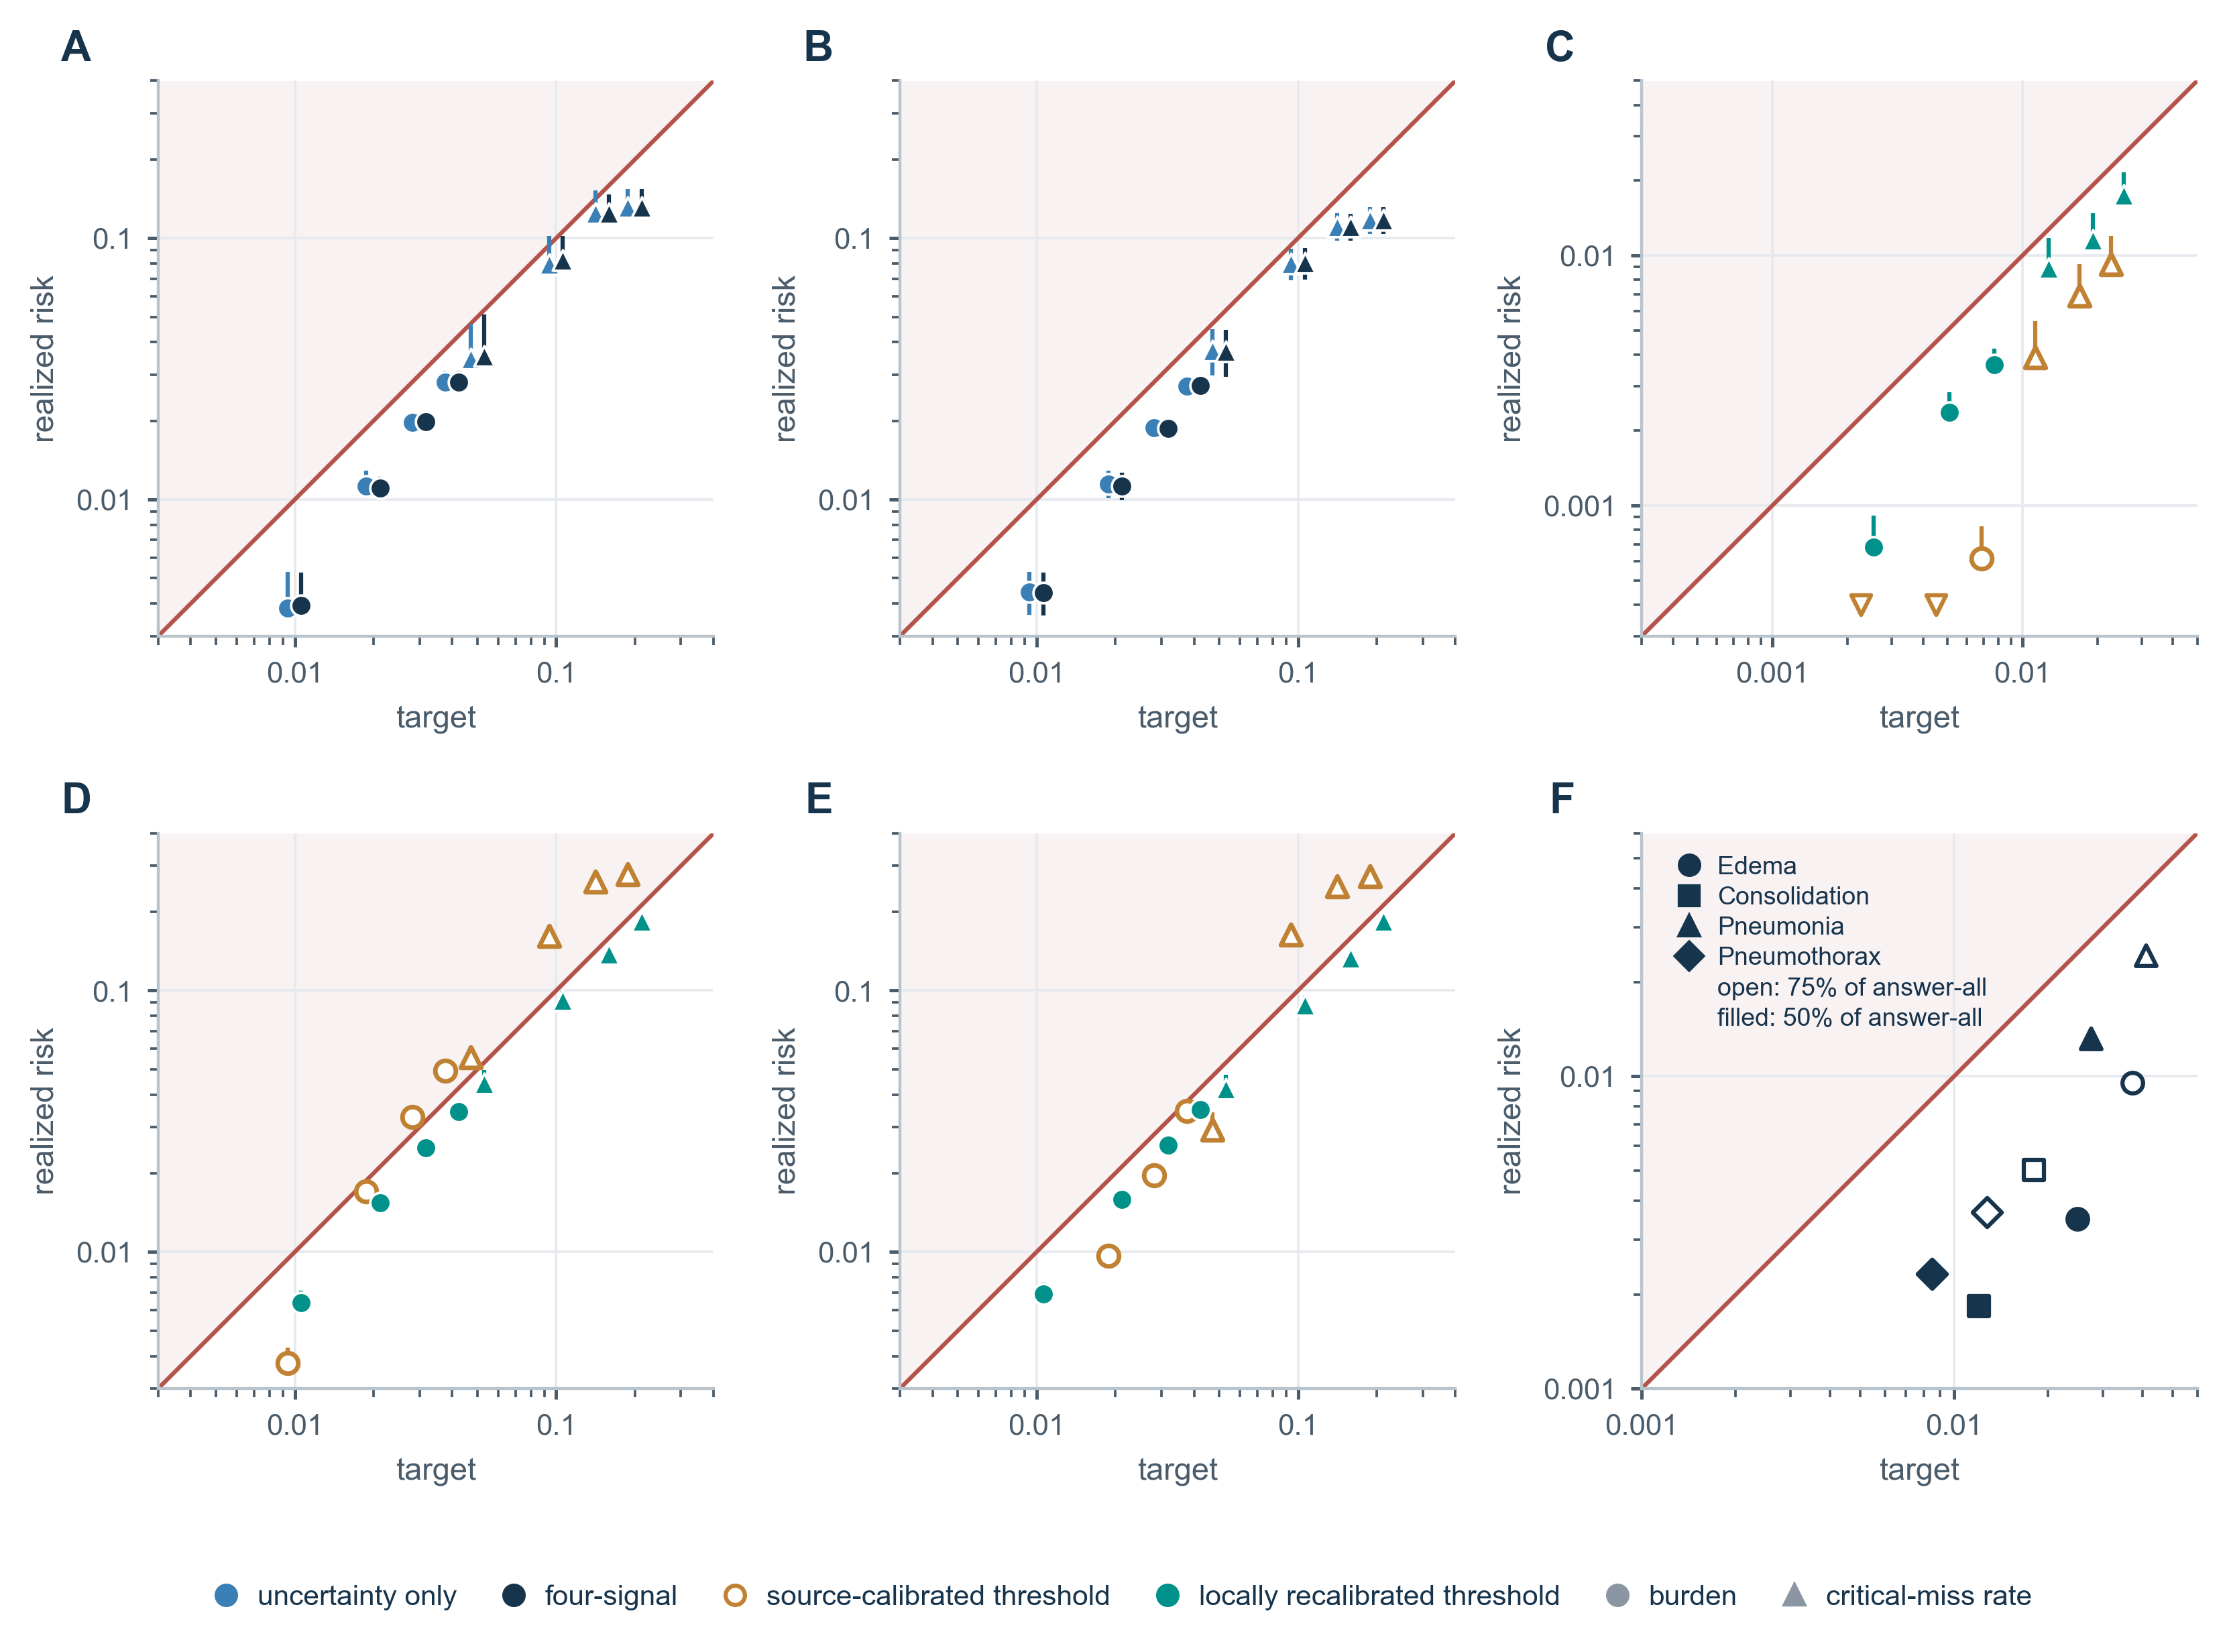 A
B
C
realized risk
0.1
0.01
0.01
0.1
target
realized risk
0.1
0.01
0.01
0.1
target
realized risk
0.01
0.001
0.001
0.01
target
D
E
F
realized risk
0.1
0.01
0.01
0.1
target
realized risk
0.1
0.01
0.01
0.1
target
realized risk
Edema
Consolidation
Pneumonia
Pneumothorax
open: 75% of answer-all
filled: 50% of answer-all
0.01
0.001
0.001
0.01
target
uncertainty only
four-signal
source-calibrated threshold
locally recalibrated threshold
burden
critical-miss rate